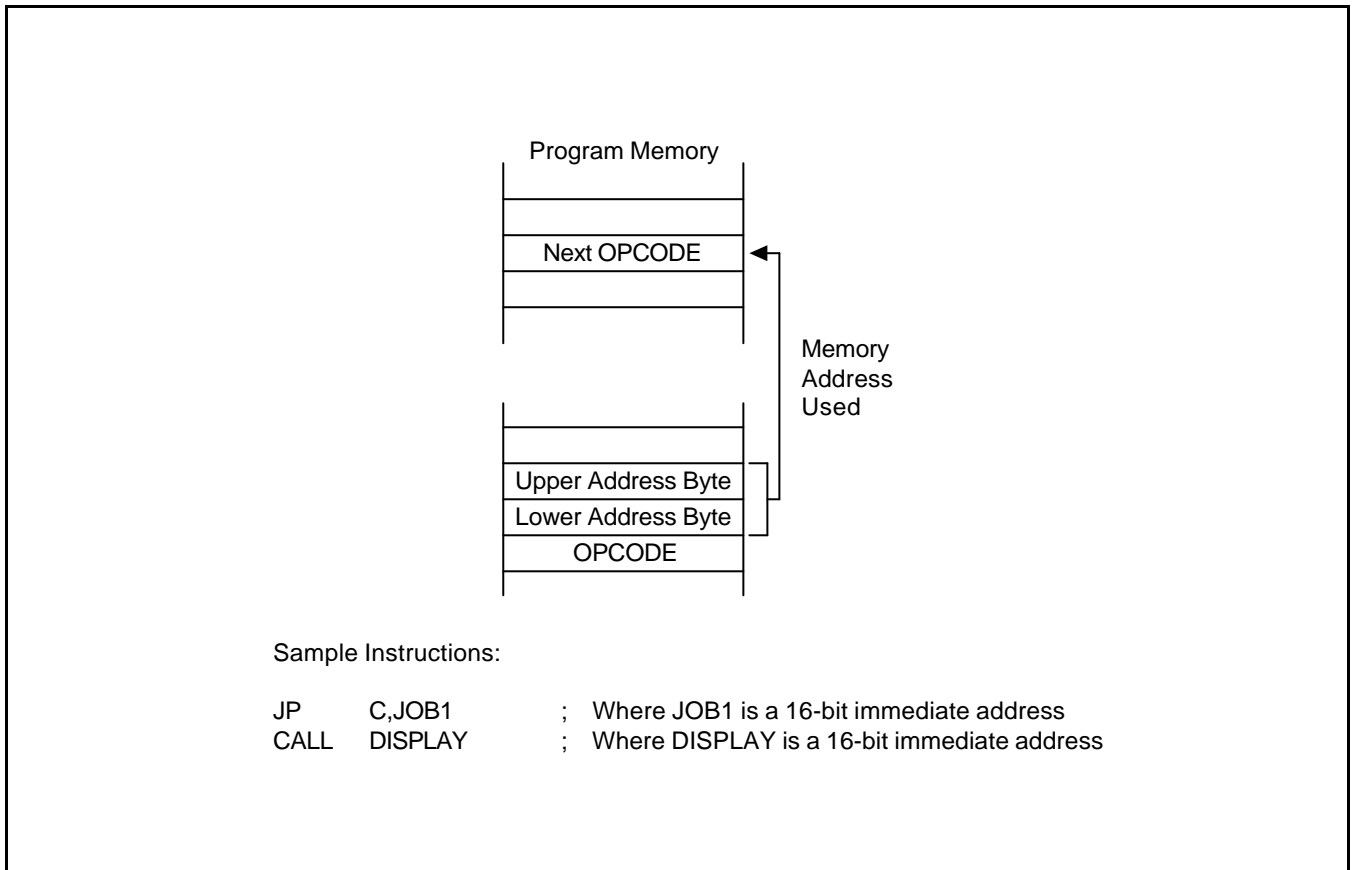 Program Memory
Next OPCODE
Memory
Address
Used
Upper Address Byte
Lower Address Byte
OPCODE
Sample Instructions:
JP C,JOB1 ; Where JOB1 is a 16-bit immediate address
CALL DISPLAY ; Where DISPLAY is a 16-bit immediate address